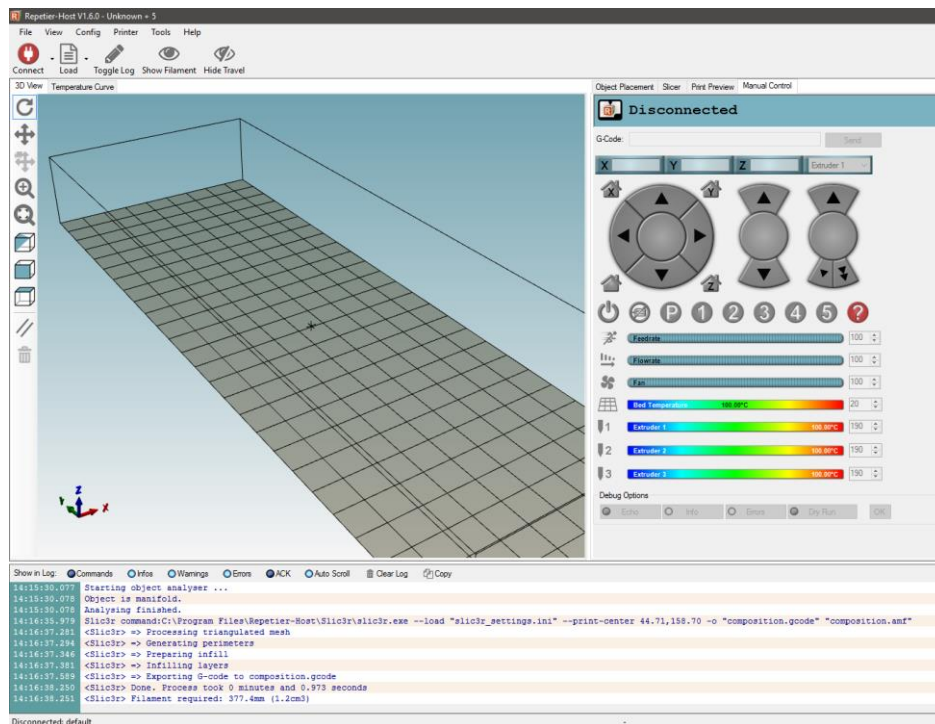 Repetier-Host V1.6.0 - Unknown + 5
File View Config Printer Tools Help
Connect Load Toggle Log Show Filament Hide Travel
3D View Temperature Curve
Object Placement Slicer Print Preview Manual Control
Disconnected
G-Code: Send
X Y Z Extruder 1
X Y
Z
P 1 2 3 4 5 ?
Feedrate 100
Flowrate 100
Fan 100
Bed Temperature 100.00°C 20
1 Extruder 1 100.00°C 190
2 Extruder 2 100.00°C 190
3 Extruder 3 100.00°C 190
Debug Options
Echo Info Errors Dry Run OK
Z
Y X
Show in Log: Commands Infos Warnings Errors ACK Auto Scroll Clear Log Copy
14:15:30.077 Starting object analyser ...
14:15:30.078 Object is manifold.
14:15:30.078 Analysing finished.
14:16:35.979 Slic3r command:C:\Program Files\Repetier-Host\Slic3r\slic3r.exe --load "slic3r_settings.ini" --print-center 44.71,158.70 -o "composition.gcode" "composition.amf"
14:16:37.281 <Slic3r> => Processing triangulated mesh
14:16:37.294 <Slic3r> => Generating perimeters
14:16:37.346 <Slic3r> => Preparing infill
14:16:37.381 <Slic3r> => Infilling layers
14:16:37.589 <Slic3r> => Exporting G-code to composition.gcode
14:16:38.250 <Slic3r> Done. Process took 0 minutes and 0.973 seconds
14:16:38.251 <Slic3r> Filament required: 377.4mm (1.2cm3)
Disconnected: default -